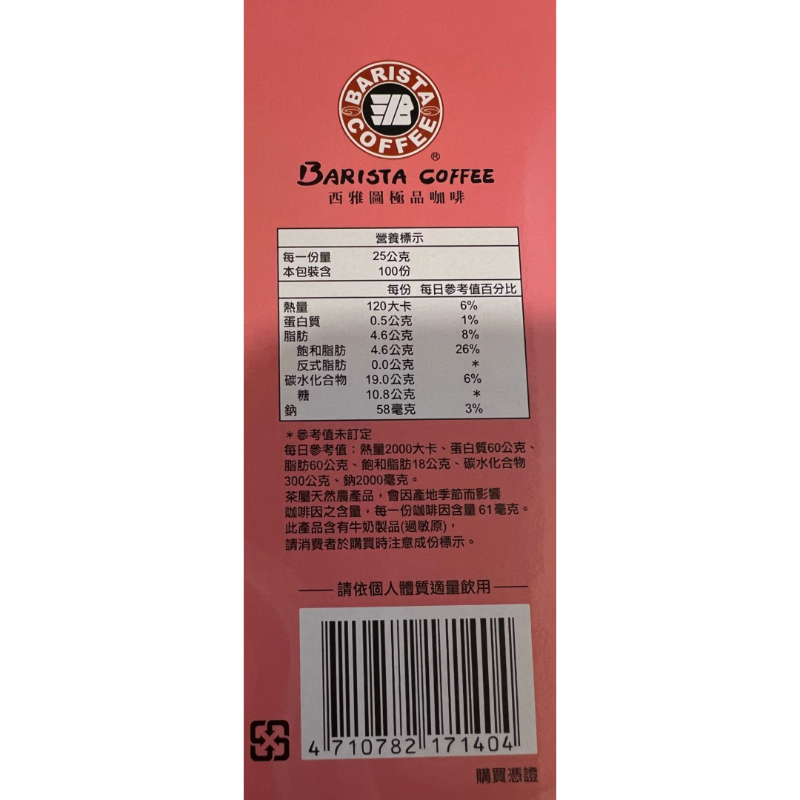 BARISTA COFFEE
BARISTA COFFEE ®
西雅圖極品咖啡
營養標示
每一份量 25公克
本包裝含 100份
每份 每日參考值百分比
熱量 120大卡 6%
蛋白質 0.5公克 1%
脂肪 4.6公克 8%
飽和脂肪 4.6公克 26%
反式脂肪 0.0公克 *
碳水化合物 19.0公克 6%
糖 10.8公克 *
鈉 58毫克 3%
*參考值未訂定
每日參考值：熱量2000大卡、蛋白質60公克、
脂肪60公克、飽和脂肪18公克、碳水化合物
300公克、鈉2000毫克。
茶屬天然農產品，會因產地季節而影響
咖啡因之含量，每一份咖啡因含量 61毫克。
此產品含有牛奶製品(過敏原)，
請消費者於購買時注意成份標示。
請依個人體質適量飲用
4 710782 171404
購買憑證